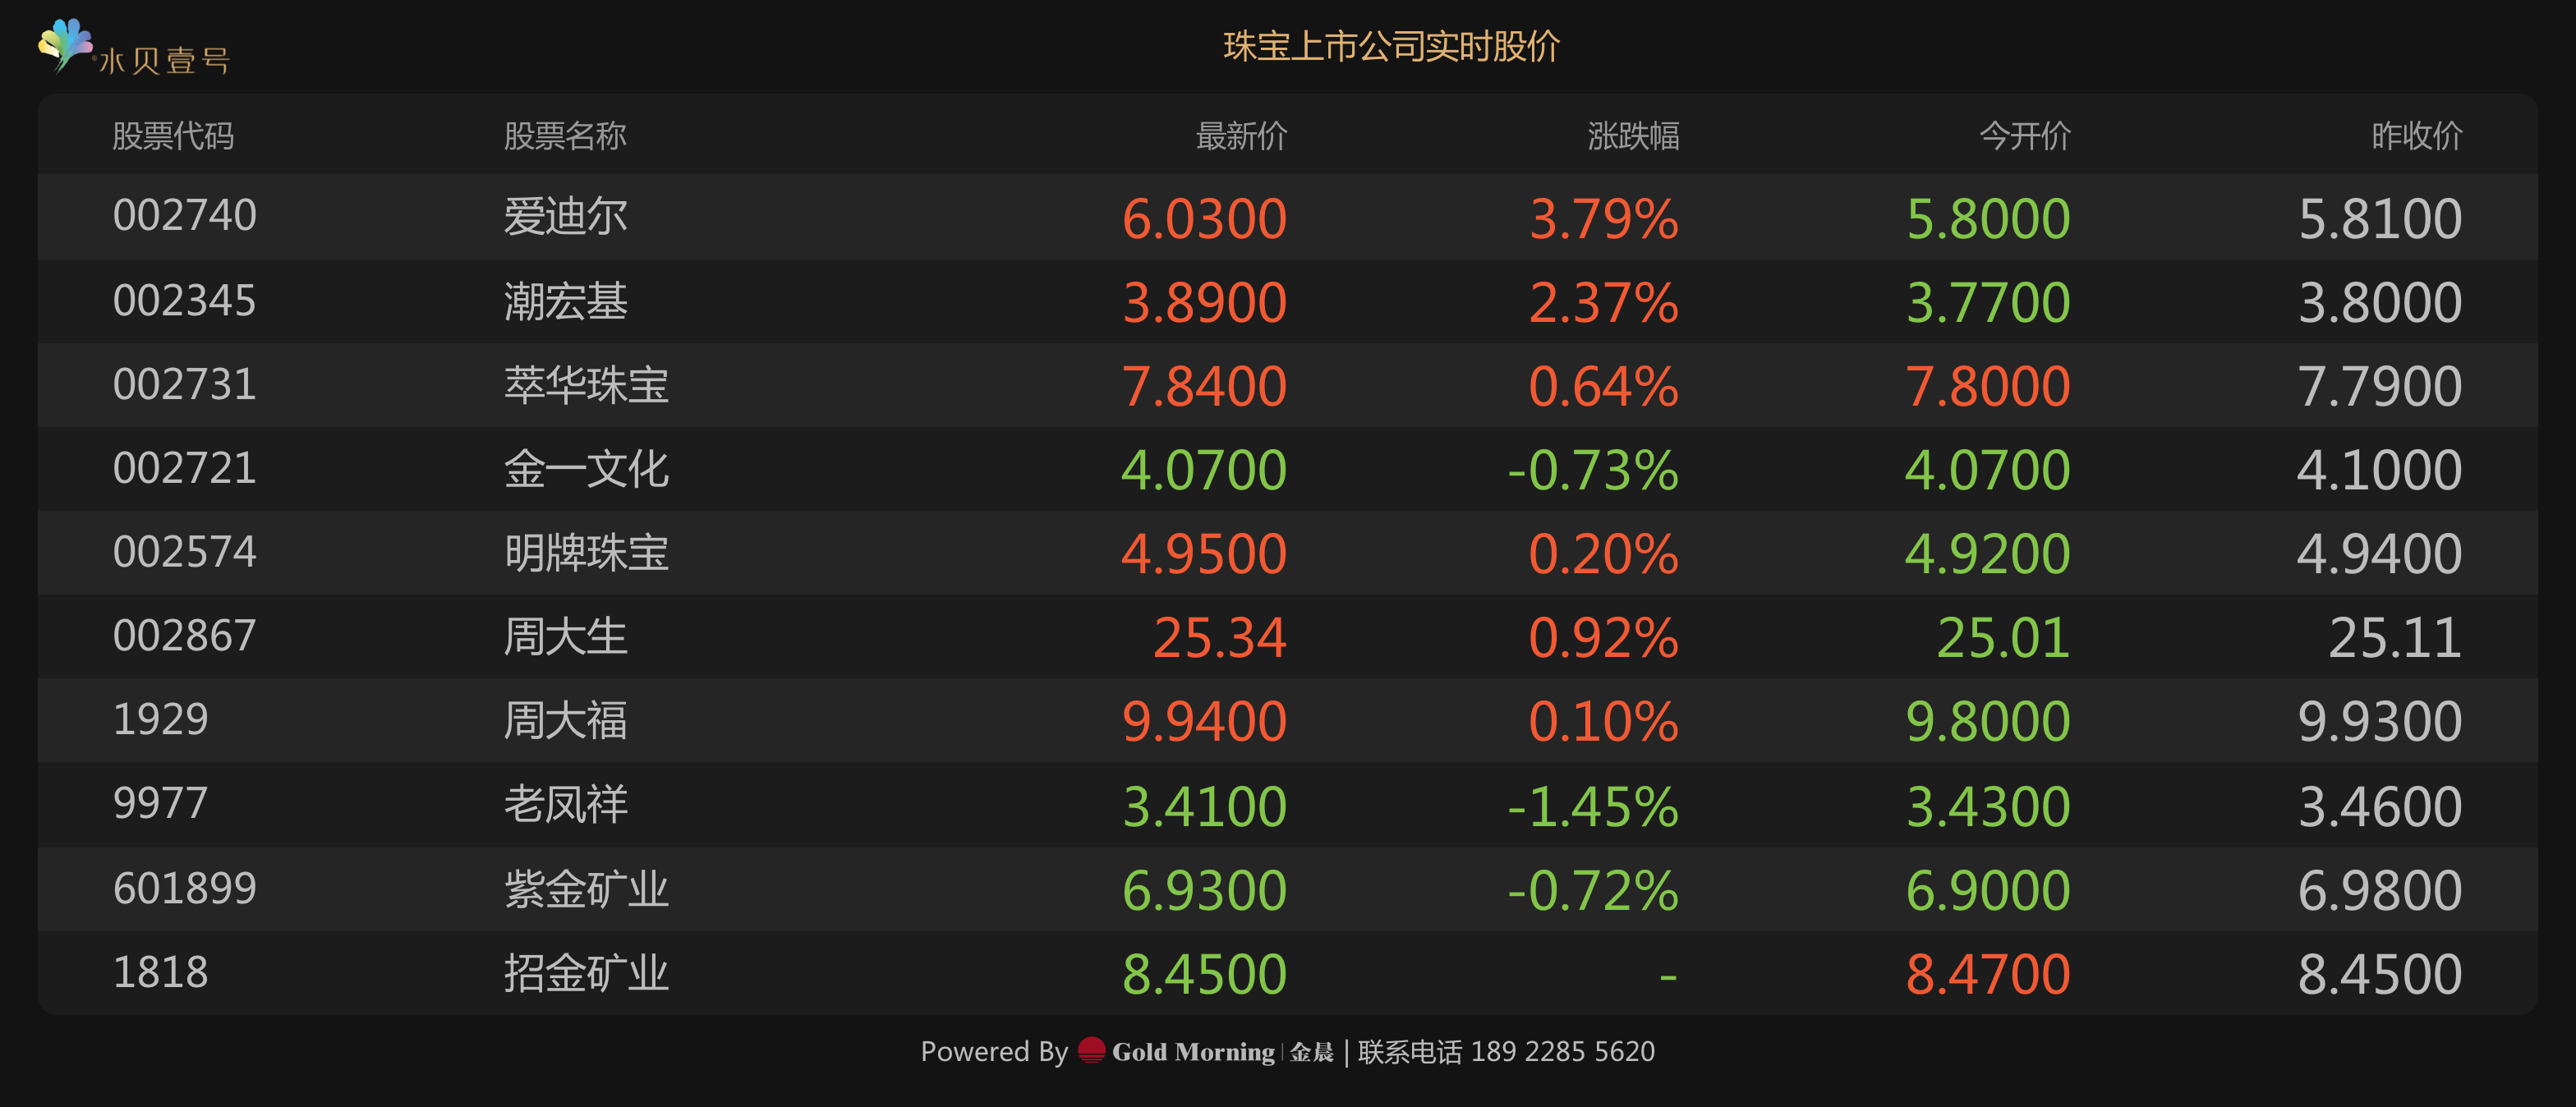 水贝壹号
珠宝上市公司实时股价
股票代码 股票名称 最新价 涨跌幅 今开价 昨收价
002740 爱迪尔 6.0300 3.79% 5.8000 5.8100
002345 潮宏基 3.8900 2.37% 3.7700 3.8000
002731 萃华珠宝 7.8400 0.64% 7.8000 7.7900
002721 金一文化 4.0700 -0.73% 4.0700 4.1000
002574 明牌珠宝 4.9500 0.20% 4.9200 4.9400
002867 周大生 25.34 0.92% 25.01 25.11
1929 周大福 9.9400 0.10% 9.8000 9.9300
9977 老凤祥 3.4100 -1.45% 3.4300 3.4600
601899 紫金矿业 6.9300 -0.72% 6.9000 6.9800
1818 招金矿业 8.4500 - 8.4700 8.4500
Powered By Gold Morning | 金晨 | 联系电话 189 2285 5620